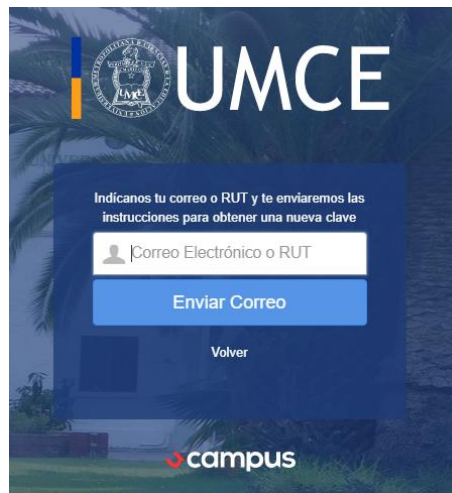 UMCE
Indícanos tu correo o RUT y te enviaremos las
instrucciones para obtener una nueva clave
Correo Electrónico o RUT
Enviar Correo
Volver
campus